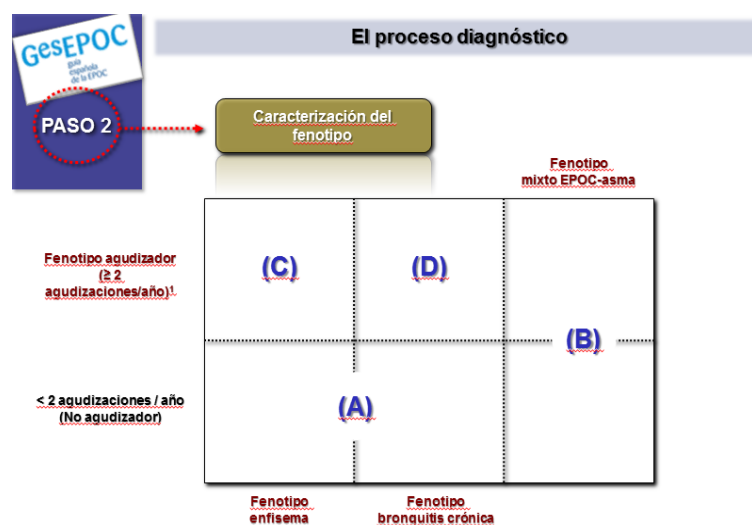 El proceso diagnóstico
GesEPOC
guía
española
de la EPOC
PASO 2
Caracterización del
fenotipo
Fenotipo
mixto EPOC-asma
Fenotipo agudizador
(≥ 2
agudizaciones/año)¹
(C)
(D)
(B)
< 2 agudizaciones / año
(No agudizador)
(A)
Fenotipo
enfisema
Fenotipo
bronquitis crónica